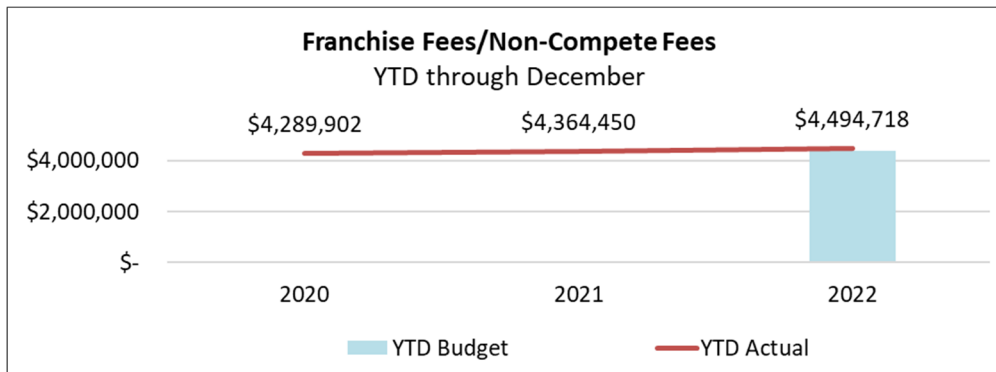 Franchise Fees/Non-Compete Fees
YTD through December
$4,289,902 $4,364,450 $4,494,718
$4,000,000
$2,000,000
$-
2020 2021 2022
YTD Budget YTD Actual